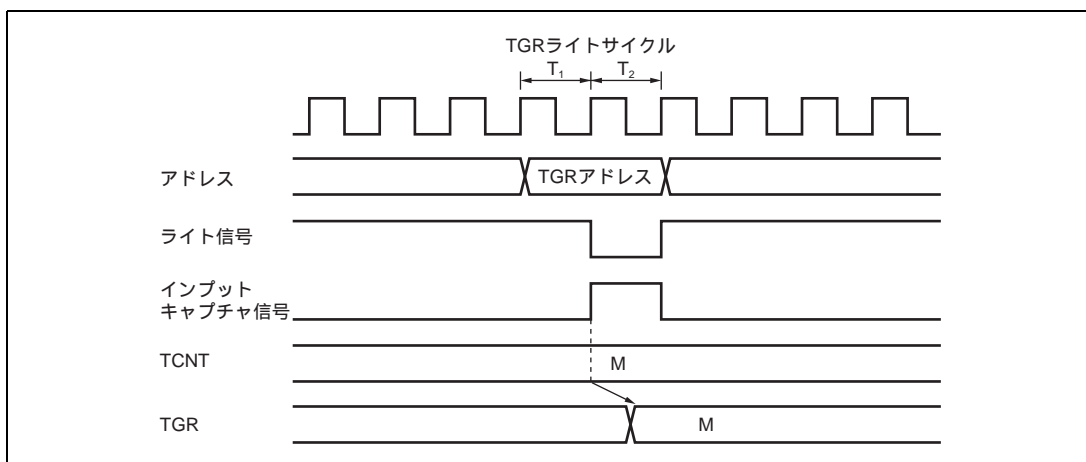 TGRライトサイクル
T₁ T₂
アドレス TGRアドレス
ライト信号
インプット
キャプチャ信号
TCNT M
TGR M